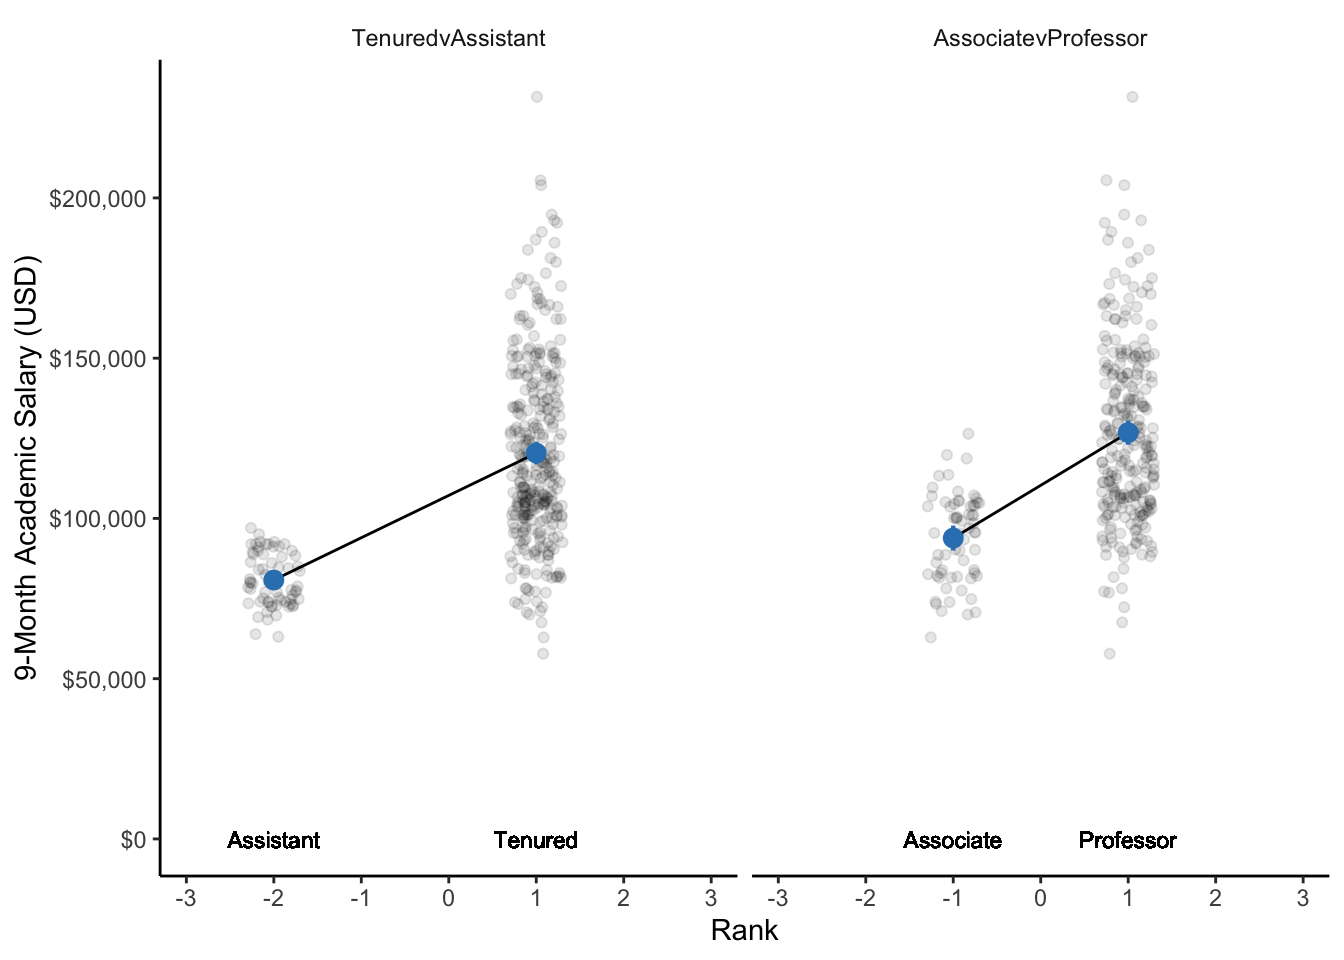 TenuredvAssistant
AssociatevProfessor
9-Month Academic Salary (USD)
$200,000
$150,000
$100,000
$50,000
$0
Assistant
Tenured
Associate
Professor
-3 -2 -1 0 1 2 3
-3 -2 -1 0 1 2 3
Rank